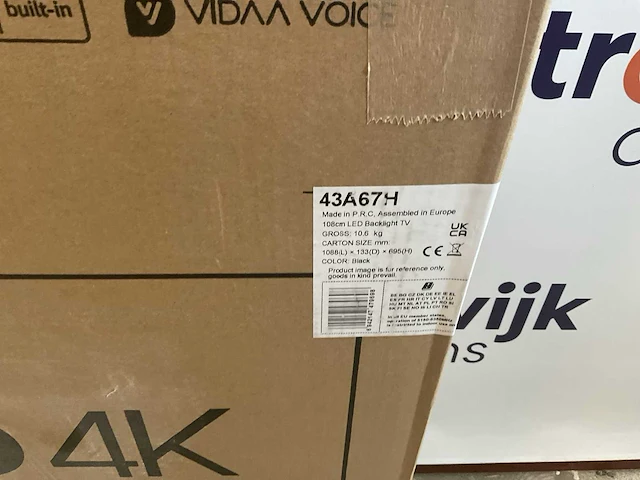 built-in
VIDAA VOICE
tr
43A67H
Made in P.R.C, Assembled in Europe
108cm LED Backlight TV
GROSS: 10.6 kg
CARTON SIZE mm:
1088(L) × 133(D) × 695(H)
COLOR: Black
UK
CA
CE
Product image is for reference only,
goods in kind prevail.
wijk
ns
4K